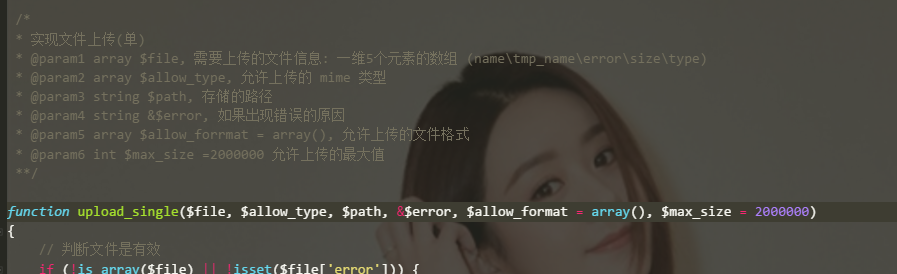 /*
* 实现文件上传(单)
* @param1 array $file, 需要上传的文件信息: 一维5个元素的数组 (name\tmp_name\error\size\type)
* @param2 array $allow_type, 允许上传的 mime 类型
* @param3 string $path, 存储的路径
* @param4 string &$error, 如果出现错误的原因
* @param5 array $allow_forrmat = array(), 允许上传的文件格式
* @param6 int $max_size =2000000 允许上传的最大值
**/
function upload_single($file, $allow_type, $path, &$error, $allow_format = array(), $max_size = 2000000)
{
// 判断文件是有效
if (!is_array($file) || !isset($file['error'])) {